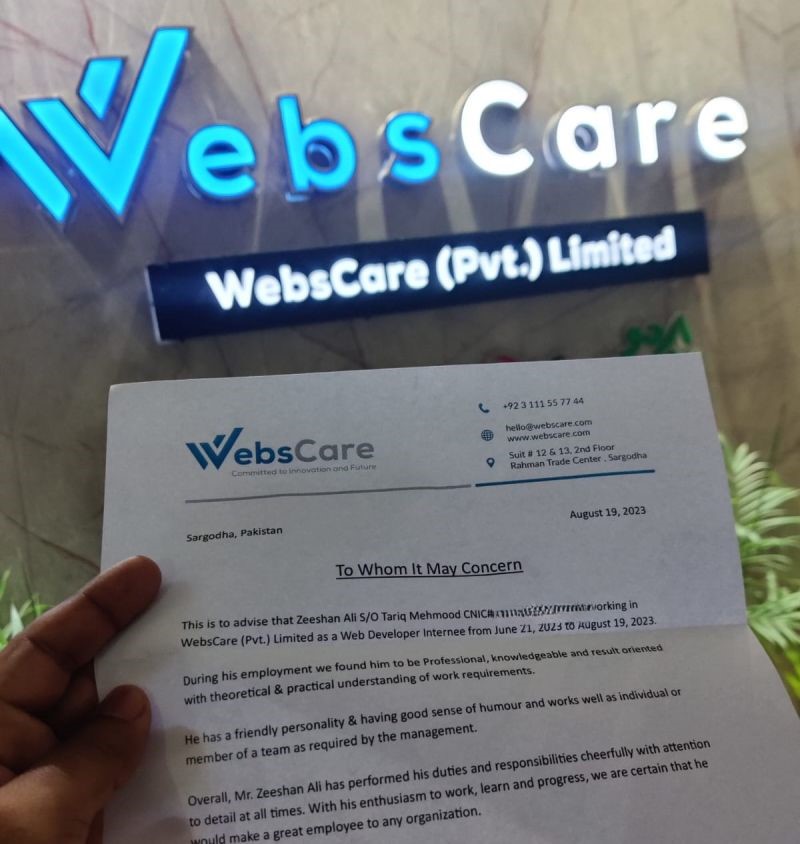 WebsCare
WebsCare (Pvt.) Limited
WebsCare
Committed to Innovation and Future
+92 3 111 55 77 44
hello@webscare.com
www.webscare.com
Suit # 12 & 13, 2nd Floor
Rahman Trade Center , Sargodha
August 19, 2023
Sargodha, Pakistan
To Whom It May Concern
This is to advise that Zeeshan Ali S/O Tariq Mehmood CNIC# working in
WebsCare (Pvt.) Limited as a Web Developer Internee from June 21, 2023 to August 19, 2023.
During his employment we found him to be Professional, knowledgeable and result oriented
with theoretical & practical understanding of work requirements.
He has a friendly personality & having good sense of humour and works well as individual or
member of a team as required by the management.
Overall, Mr. Zeeshan Ali has performed his duties and responsibilities cheerfully with attention
to detail at all times. With his enthusiasm to work, learn and progress, we are certain that he
would make a great employee to any organization.